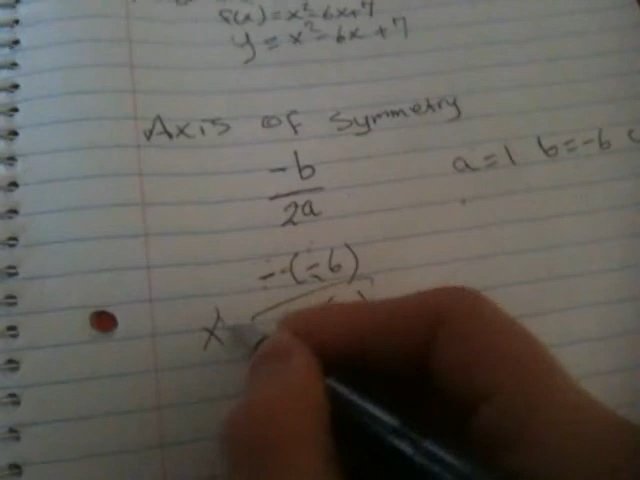 f(x)=x²-6x+7
y=x²-6x+7
Axis of Symmetry
-b
2a
a=1 b=-6 c
-(-6)
x